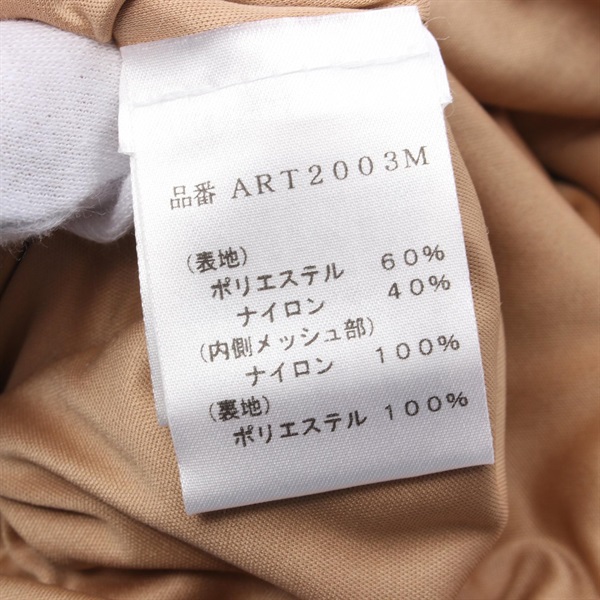 品番 ART2003M
(表地)
ポリエステル 60%
ナイロン 40%
(内側メッシュ部)
ナイロン 100%
(裏地)
ポリエステル 100%